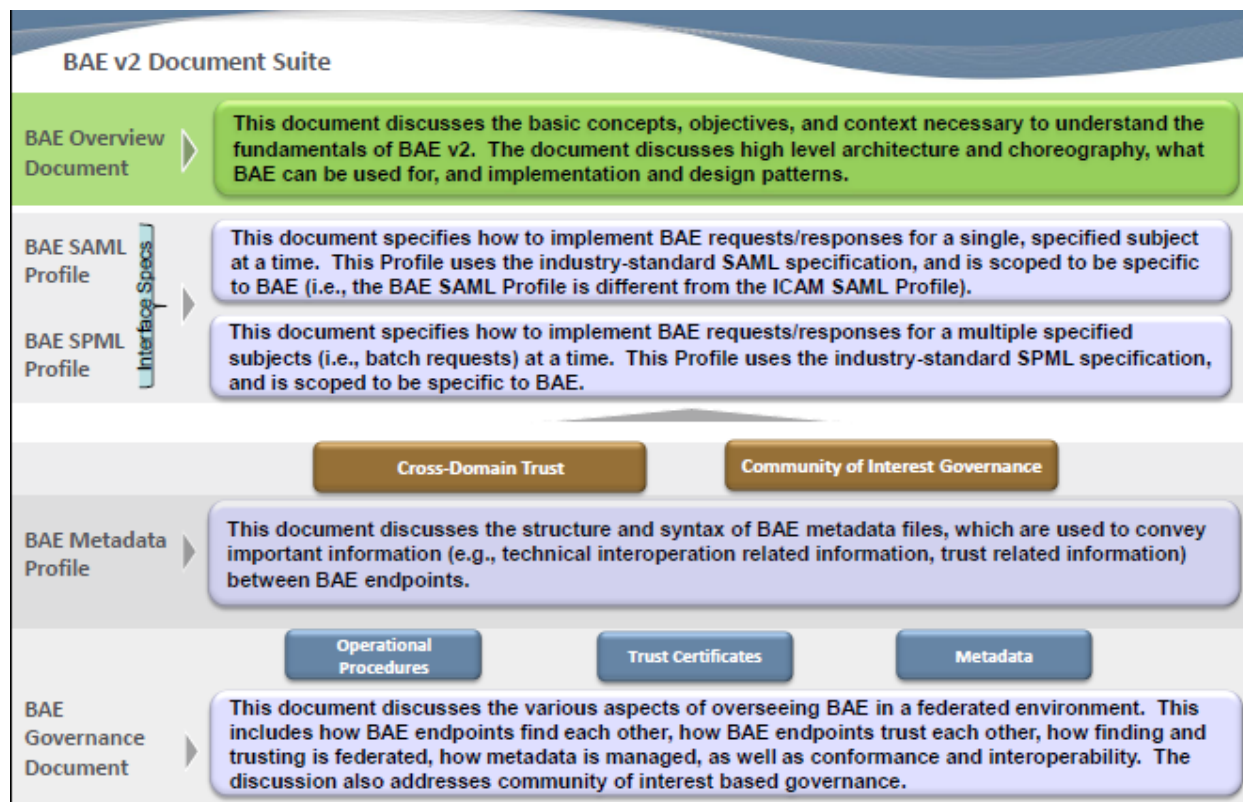 BAE v2 Document Suite
BAE Overview
Document
This document discusses the basic concepts, objectives, and context necessary to understand the
fundamentals of BAE v2.  The document discusses high level architecture and choreography, what
BAE can be used for, and implementation and design patterns.
BAE SAML
Profile
Interface Specs
This document specifies how to implement BAE requests/responses for a single, specified subject
at a time.  This Profile uses the industry-standard SAML specification, and is scoped to be specific
to BAE (i.e., the BAE SAML Profile is different from the ICAM SAML Profile).
BAE SPML
Profile
This document specifies how to implement BAE requests/responses for a multiple specified
subjects (i.e., batch requests) at a time.  This Profile uses the industry-standard SPML specification,
and is scoped to be specific to BAE.
Cross-Domain Trust
Community of Interest Governance
BAE Metadata
Profile
This document discusses the structure and syntax of BAE metadata files, which are used to convey
important information (e.g., technical interoperation related information, trust related information)
between BAE endpoints.
Operational
Procedures
Trust Certificates
Metadata
BAE
Governance
Document
This document discusses the various aspects of overseeing BAE in a federated environment.  This
includes how BAE endpoints find each other, how BAE endpoints trust each other, how finding and
trusting is federated, how metadata is managed, as well as conformance and interoperability.  The
discussion also addresses community of interest based governance.